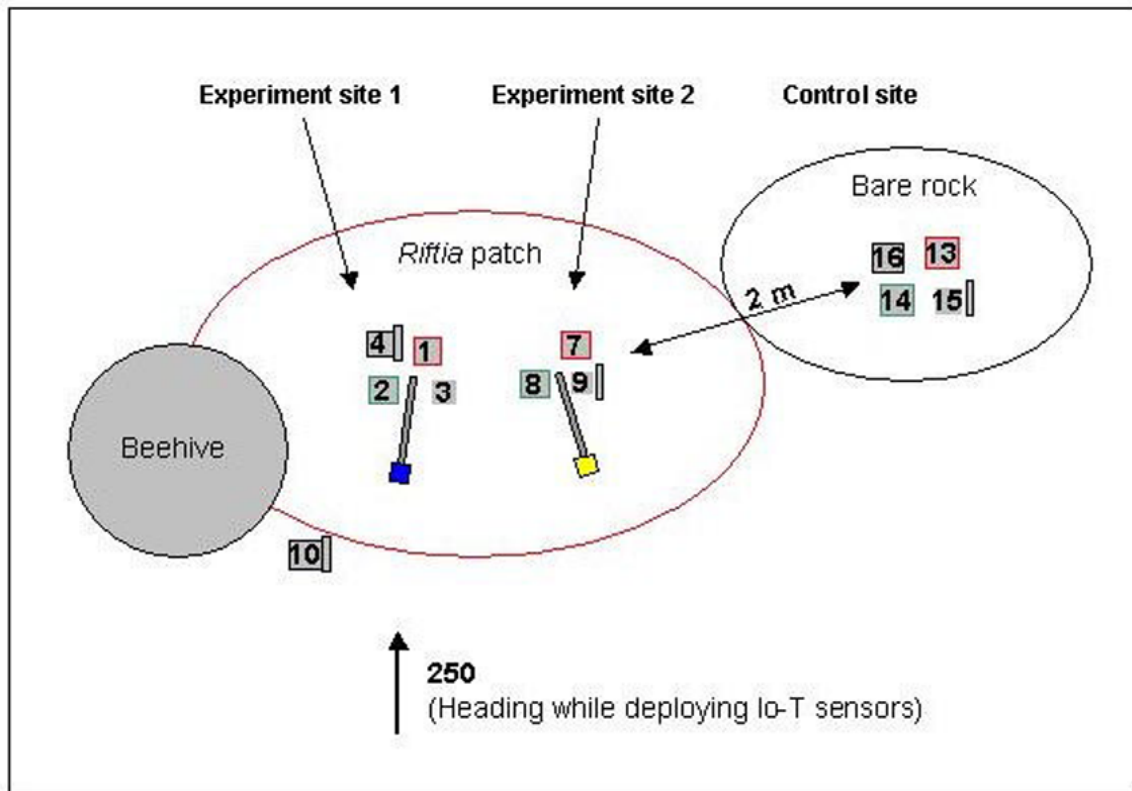 Experiment site 1
Experiment site 2
Control site
Bare rock
Riftia patch
16
13
2 m
14
15
4
1
7
2
3
8
9
Beehive
10
250
(Heading while deploying lo-T sensors)